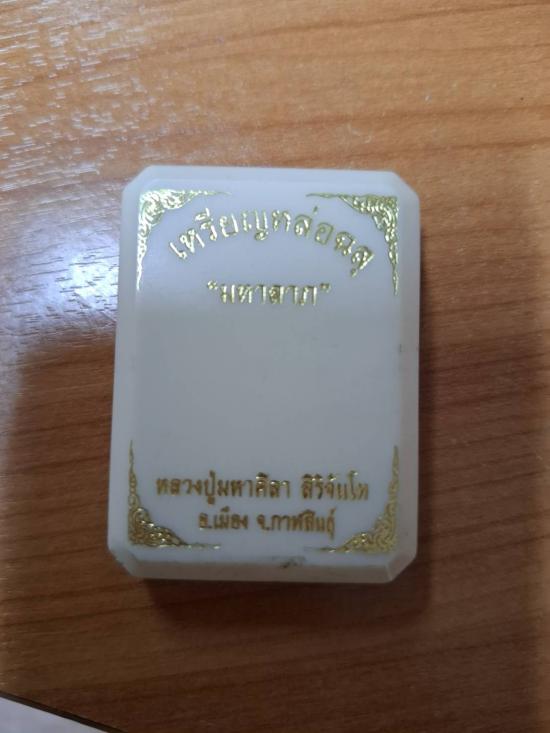 เหรียญหล่อฉลุ
"มหาลาภ"
หลวงปู่มหาศิลา สิริจันโท
อ.เมือง จ.กาฬสินธุ์